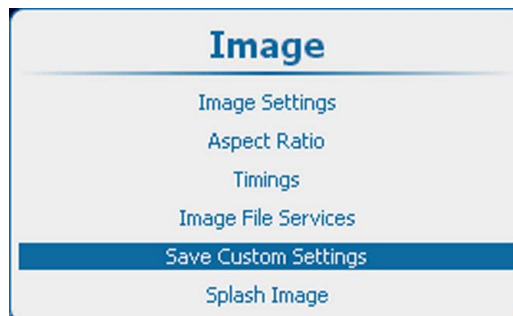 Image
Image Settings
Aspect Ratio
Timings
Image File Services
Save Custom Settings
Splash Image